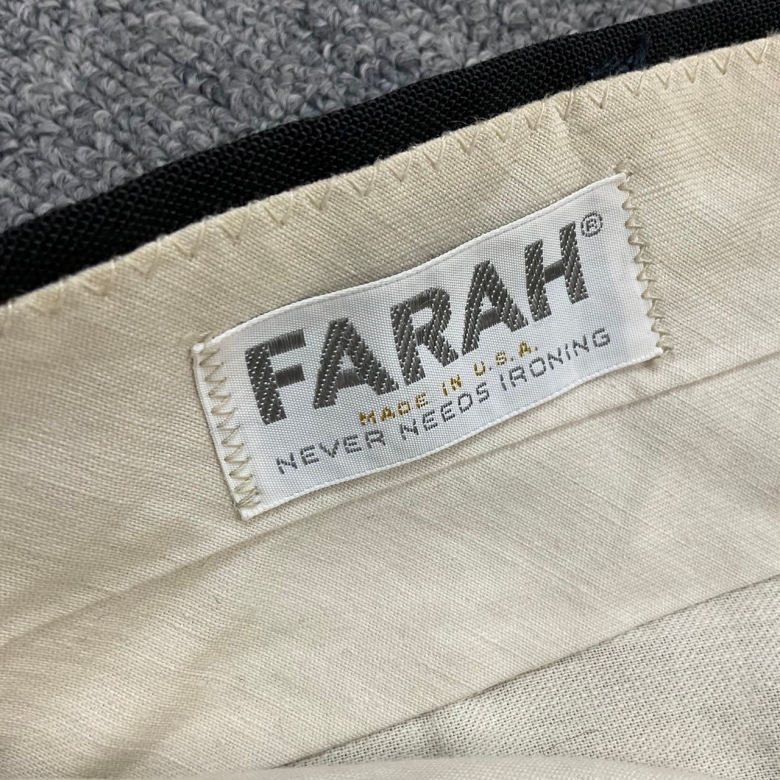 FARAH®
MADE IN U.S.A.
NEVER NEEDS IRONING